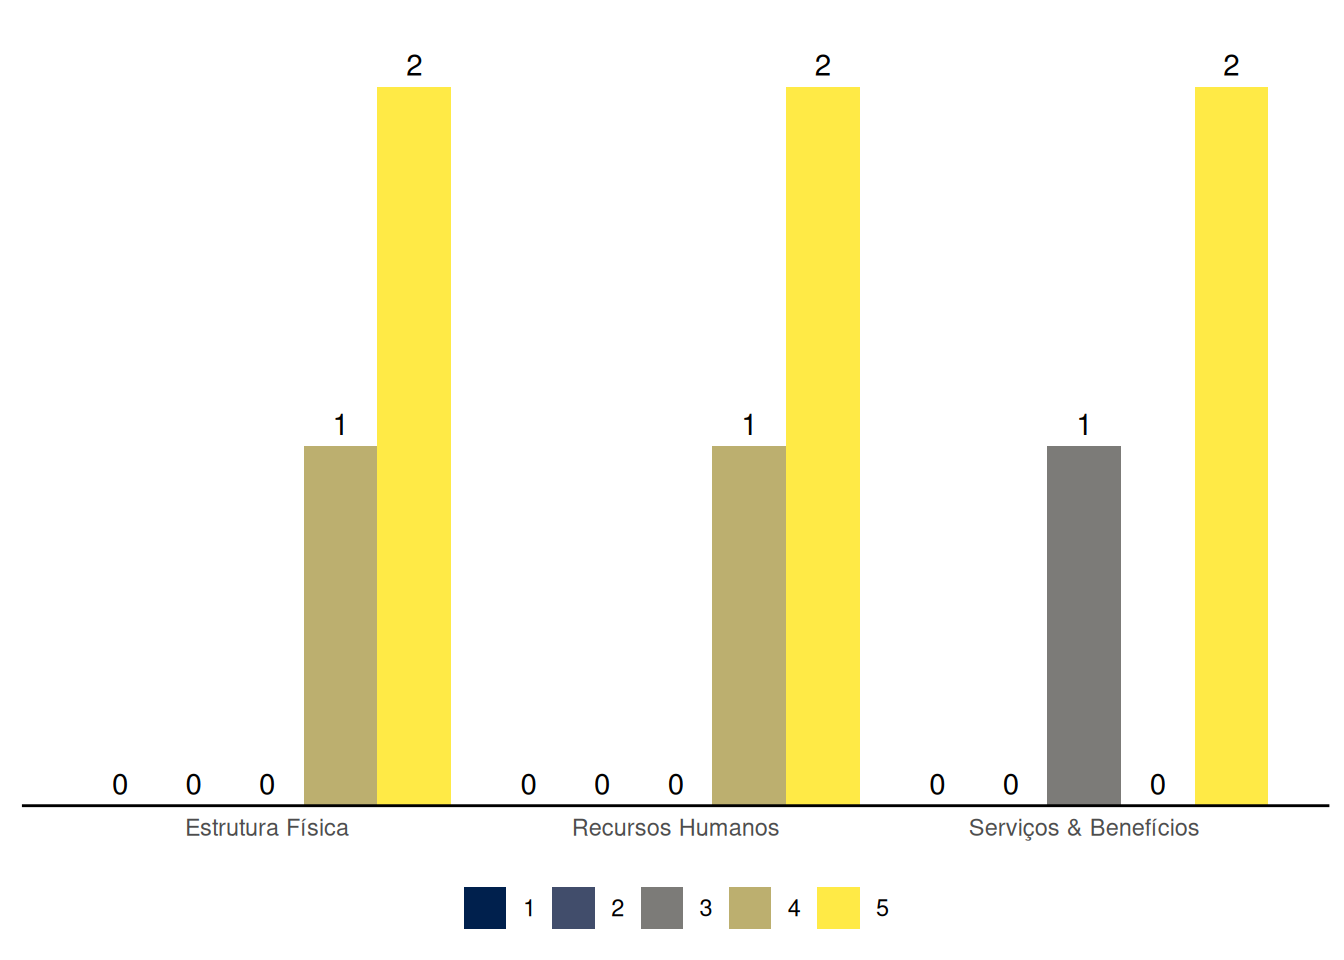 2 2 2
1 1 1
0 0 0 0 0 0 0 0 0
Estrutura Física Recursos Humanos Serviços & Benefícios
1 2 3 4 5